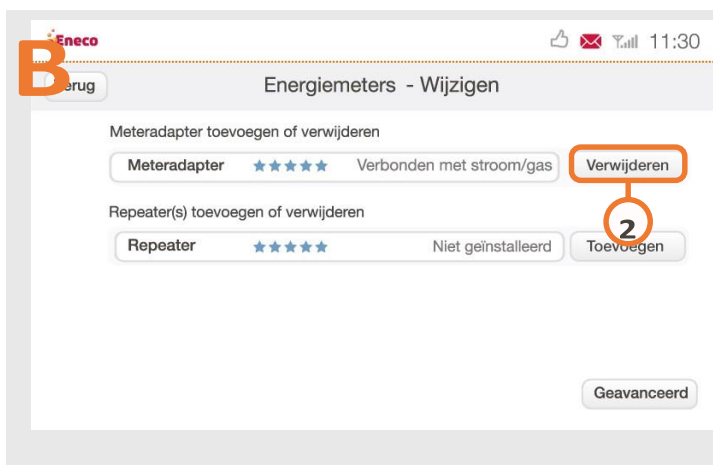 Eneco
11:30
B
Terug
Energiemeters - Wijzigen
Meteradapter toevoegen of verwijderen
Meteradapter Verbonden met stroom/gas Verwijderen
2
Repeater(s) toevoegen of verwijderen
Repeater Niet geïnstalleerd Toevoegen
Geavanceerd